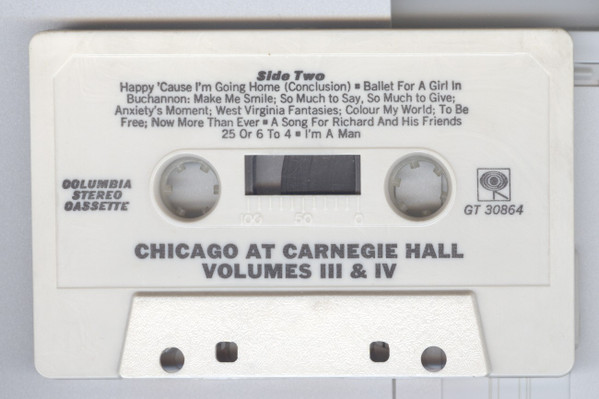 Side Two
Happy 'Cause I'm Going Home (Conclusion) ▪ Ballet For A Girl In
Buchannon: Make Me Smile; So Much to Say, So Much to Give;
Anxiety's Moment; West Virginia Fantasies; Colour My World; To Be
Free; Now More Than Ever ▪ A Song For Richard And His Friends
25 Or 6 To 4 ▪ I'm A Man
COLUMBIA
STEREO
CASSETTE
100 50 0
GT 30864
CHICAGO AT CARNEGIE HALL
VOLUMES III & IV